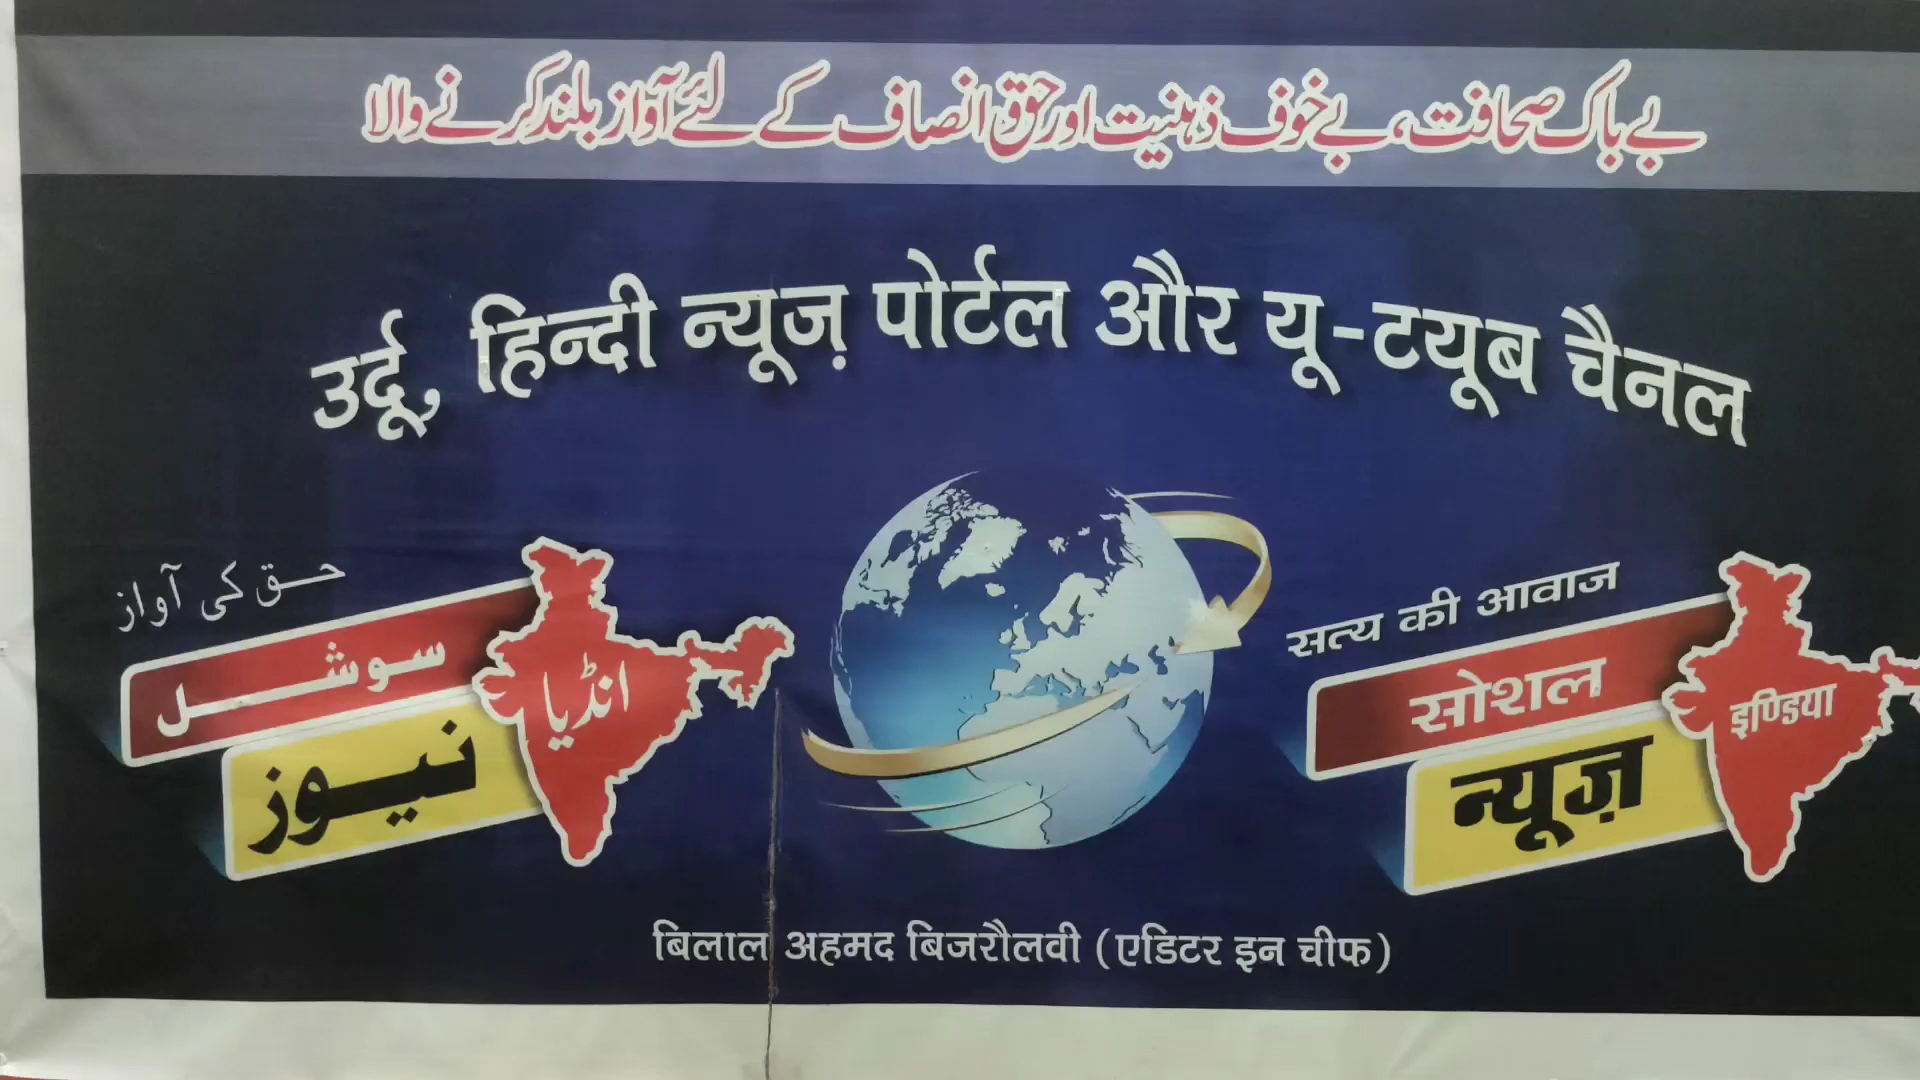 بے باک صحافت، بے خوف ذہنیت اور حق انصاف کے لئے آواز بلند کرنے والا
उर्दू, हिन्दी न्यूज़ पोर्टल और यू-टयूब चैनल
حق کی آواز
سوشل
انڈیا
نیوز
सत्य की आवाज
सोशल
इण्डिया
न्यूज़
बिलाल अहमद बिजरौलवी (एडिटर इन चीफ)